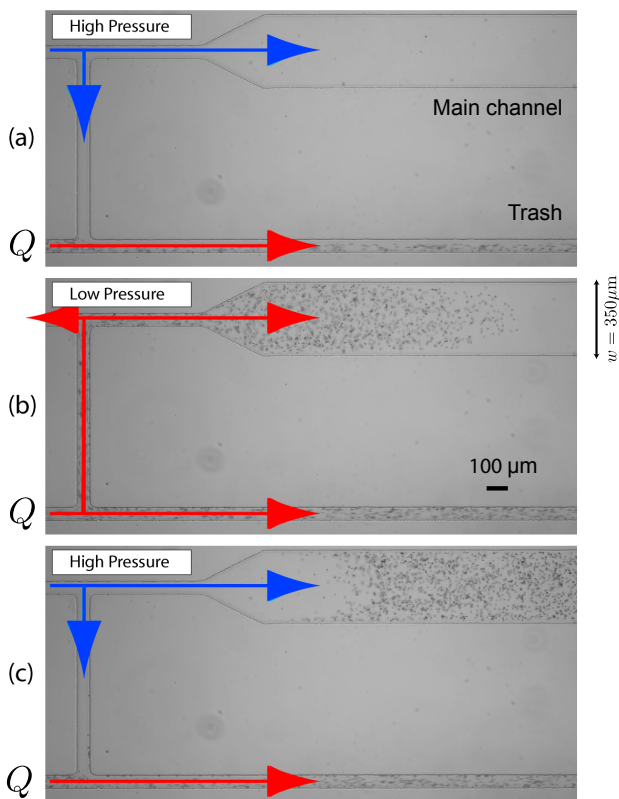 High Pressure
Main channel
(a)
Trash
Q
Low Pressure
w = 350μm
(b)
100 μm
Q
High Pressure
(c)
Q